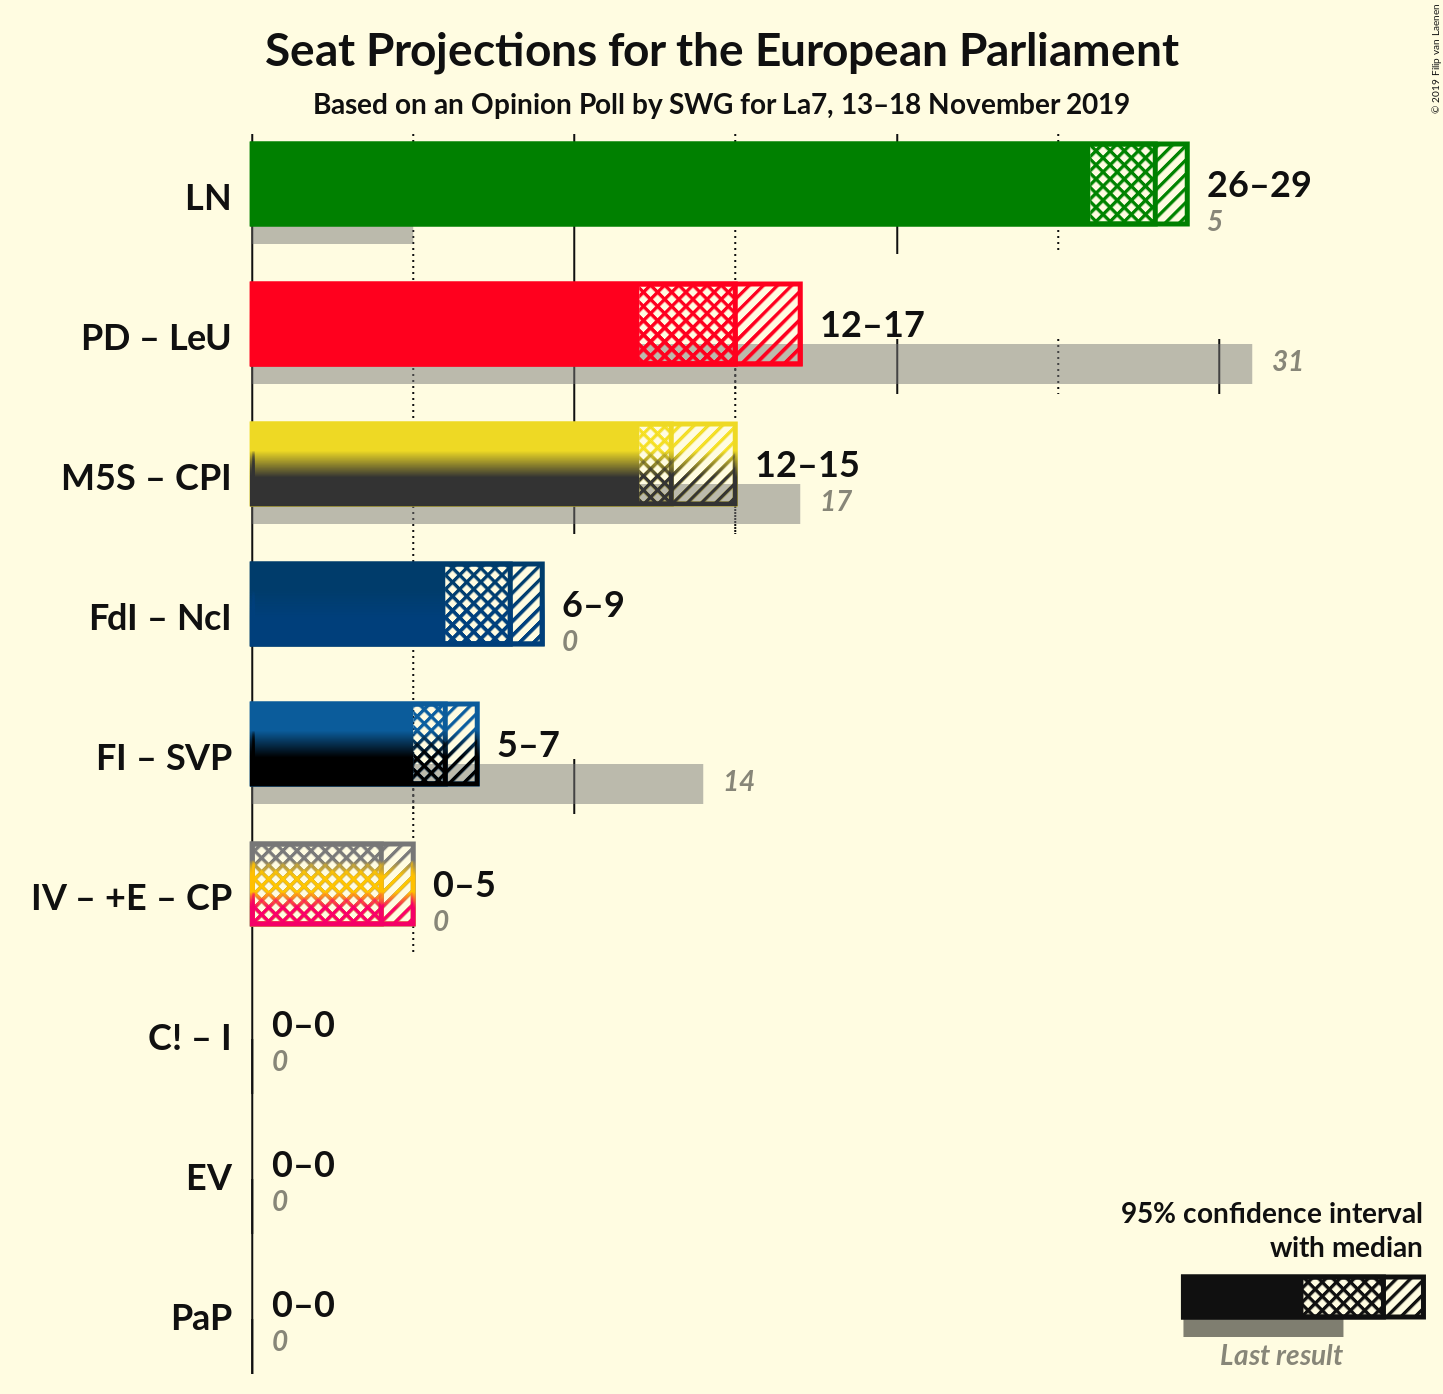 Seat Projections for the European Parliament
Based on an Opinion Poll by SWG for La7, 13–18 November 2019
© 2019 Filip van Laenen
LN
26–29
5
PD – LeU
12–17
31
M5S – CPI
12–15
17
FdI – NcI
6–9
0
FI – SVP
5–7
14
IV – +E – CP
0–5
0
C! – I
0–0
0
EV
0–0
0
PaP
0–0
0
95% confidence interval
with median
Last result